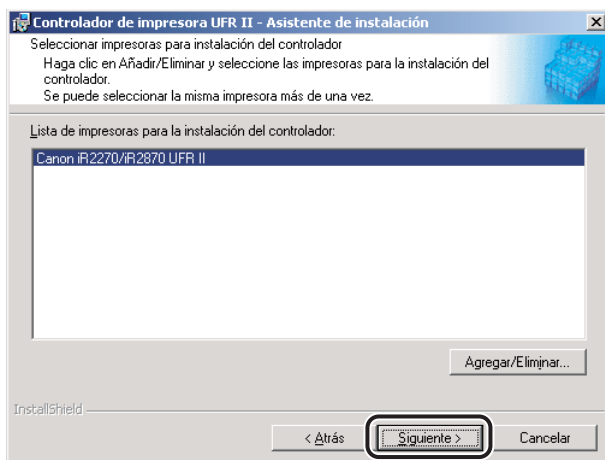 Controlador de impresora UFR II - Asistente de instalación
Seleccionar impresoras para instalación del controlador
Haga clic en Añadir/Eliminar y seleccione las impresoras para la instalación del
controlador.
Se puede seleccionar la misma impresora más de una vez.
Lista de impresoras para la instalación del controlador:
Canon iR2270/iR2870 UFR II
Agregar/Eliminar...
InstallShield
< Atrás Siguiente > Cancelar